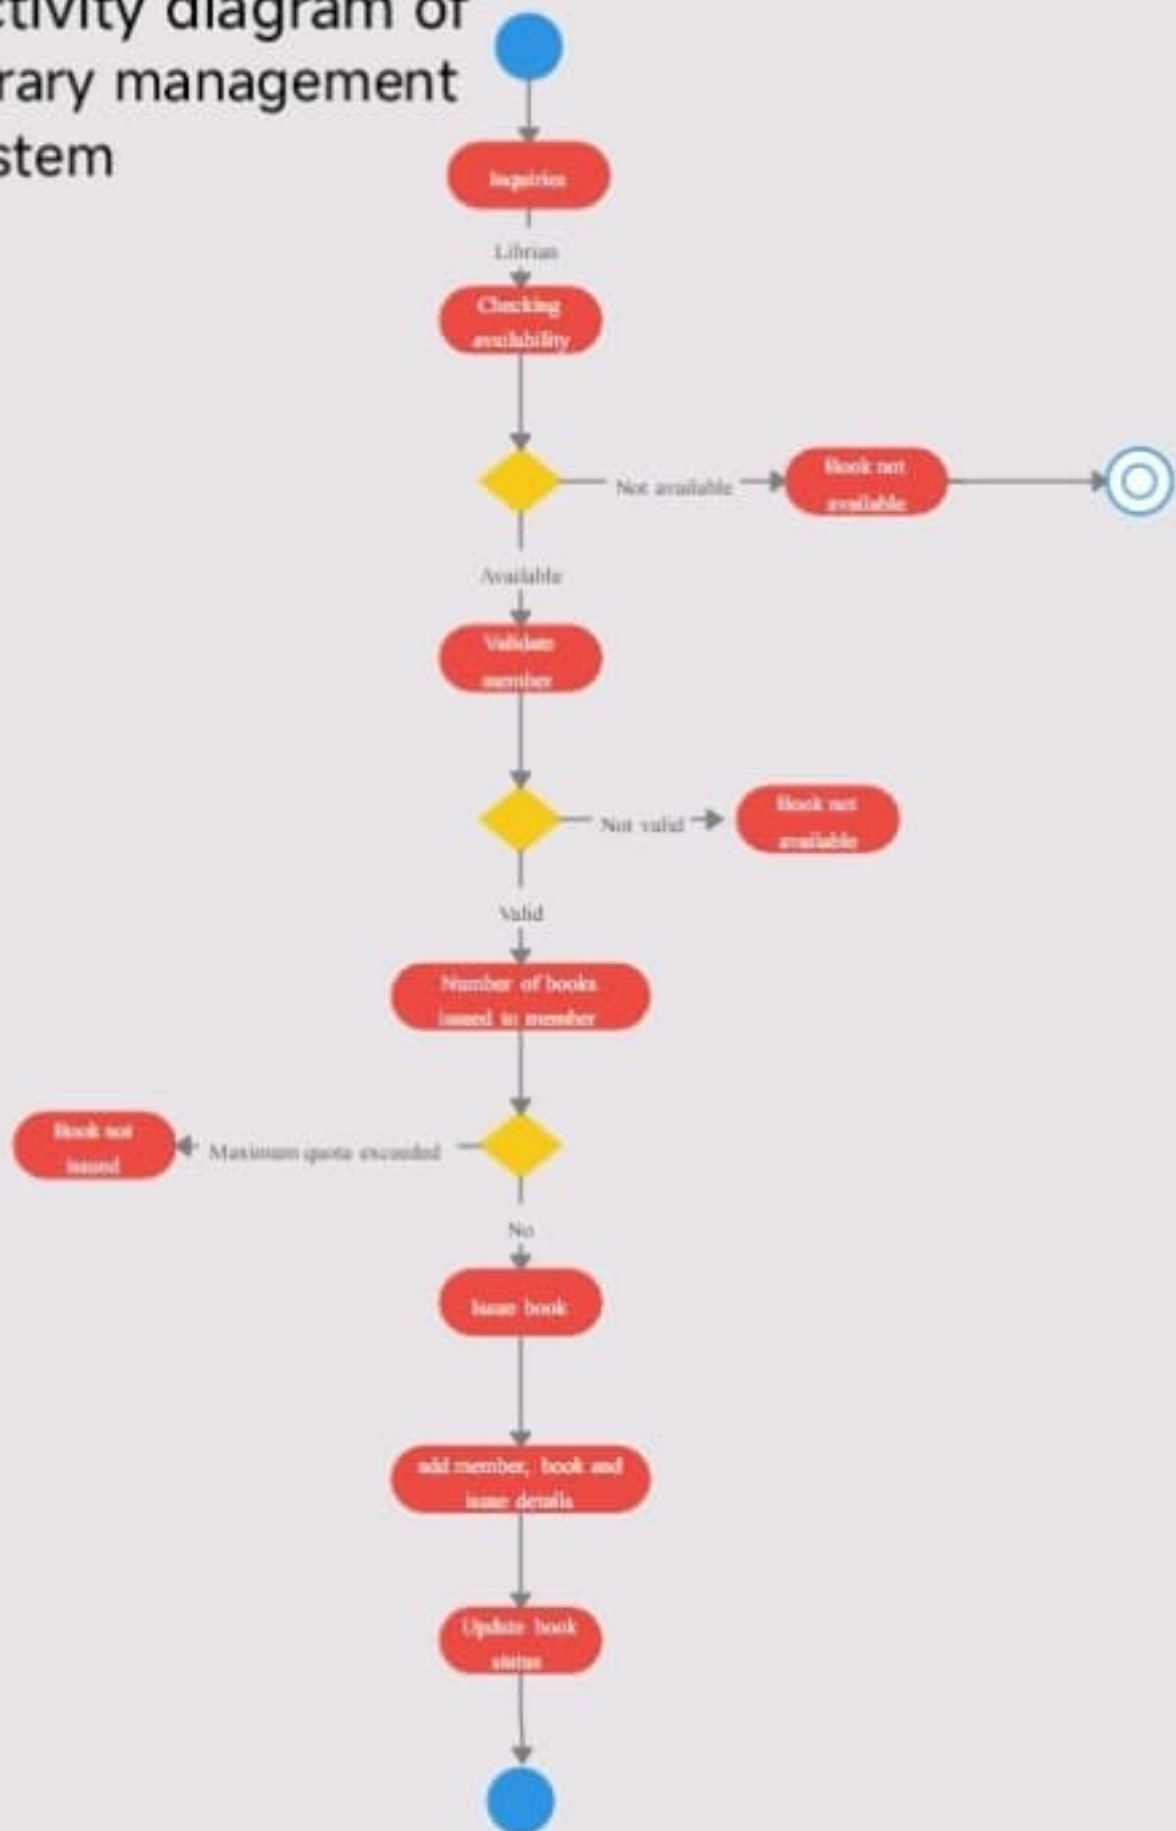 ctivity diagram of
rary management
stem
Inquiries
Librian
Checking
availability
Not available
Book not
available
Available
Validate
member
Not valid
Book not
available
Valid
Number of books
issued to member
Book not
issued
Maximum quota exceeded
No
Issue book
add member, book and
issue details
Update book
status